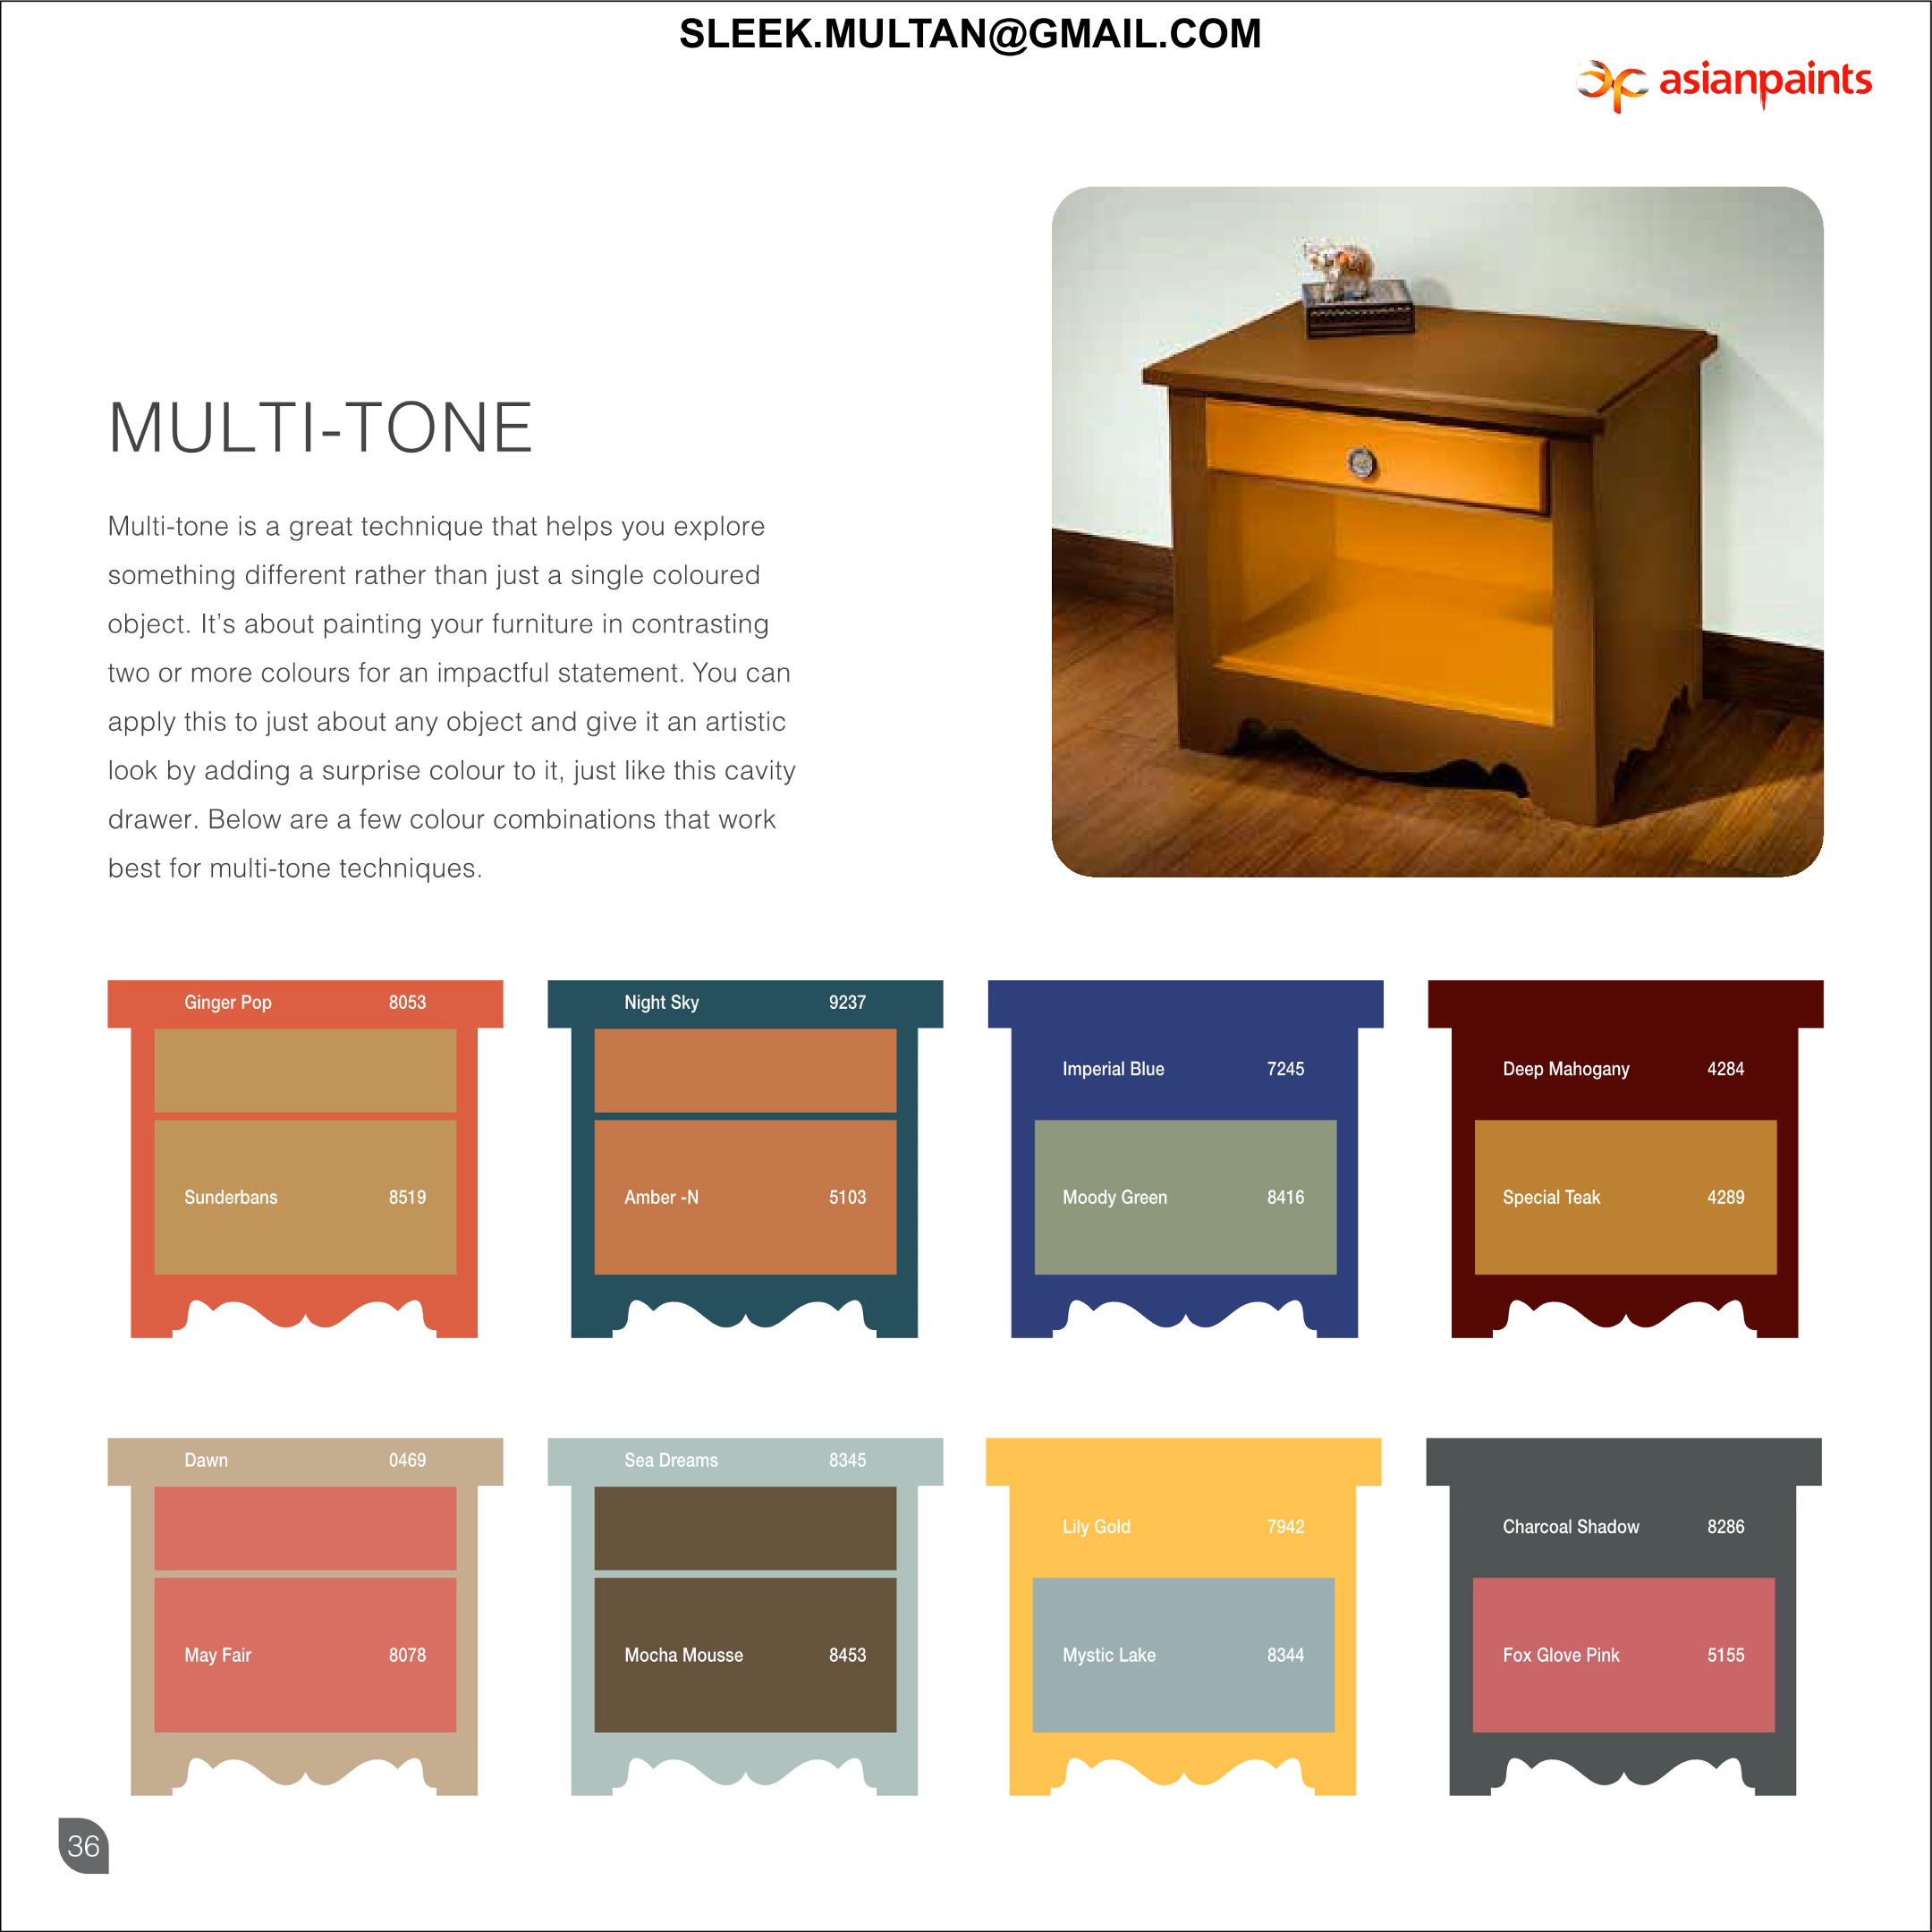 SLEEK.MULTAN@GMAIL.COM
asianpaints
MULTI-TONE
Multi-tone is a great technique that helps you explore
something different rather than just a single coloured
object. It’s about painting your furniture in contrasting
two or more colours for an impactful statement. You can
apply this to just about any object and give it an artistic
look by adding a surprise colour to it, just like this cavity
drawer. Below are a few colour combinations that work
best for multi-tone techniques.
Ginger Pop 8053
Sunderbans 8519
Night Sky 9237
Amber -N 5103
Imperial Blue 7245
Moody Green 8416
Deep Mahogany 4284
Special Teak 4289
Dawn 0469
May Fair 8078
Sea Dreams 8345
Mocha Mousse 8453
Lily Gold 7942
Mystic Lake 8344
Charcoal Shadow 8286
Fox Glove Pink 5155
36